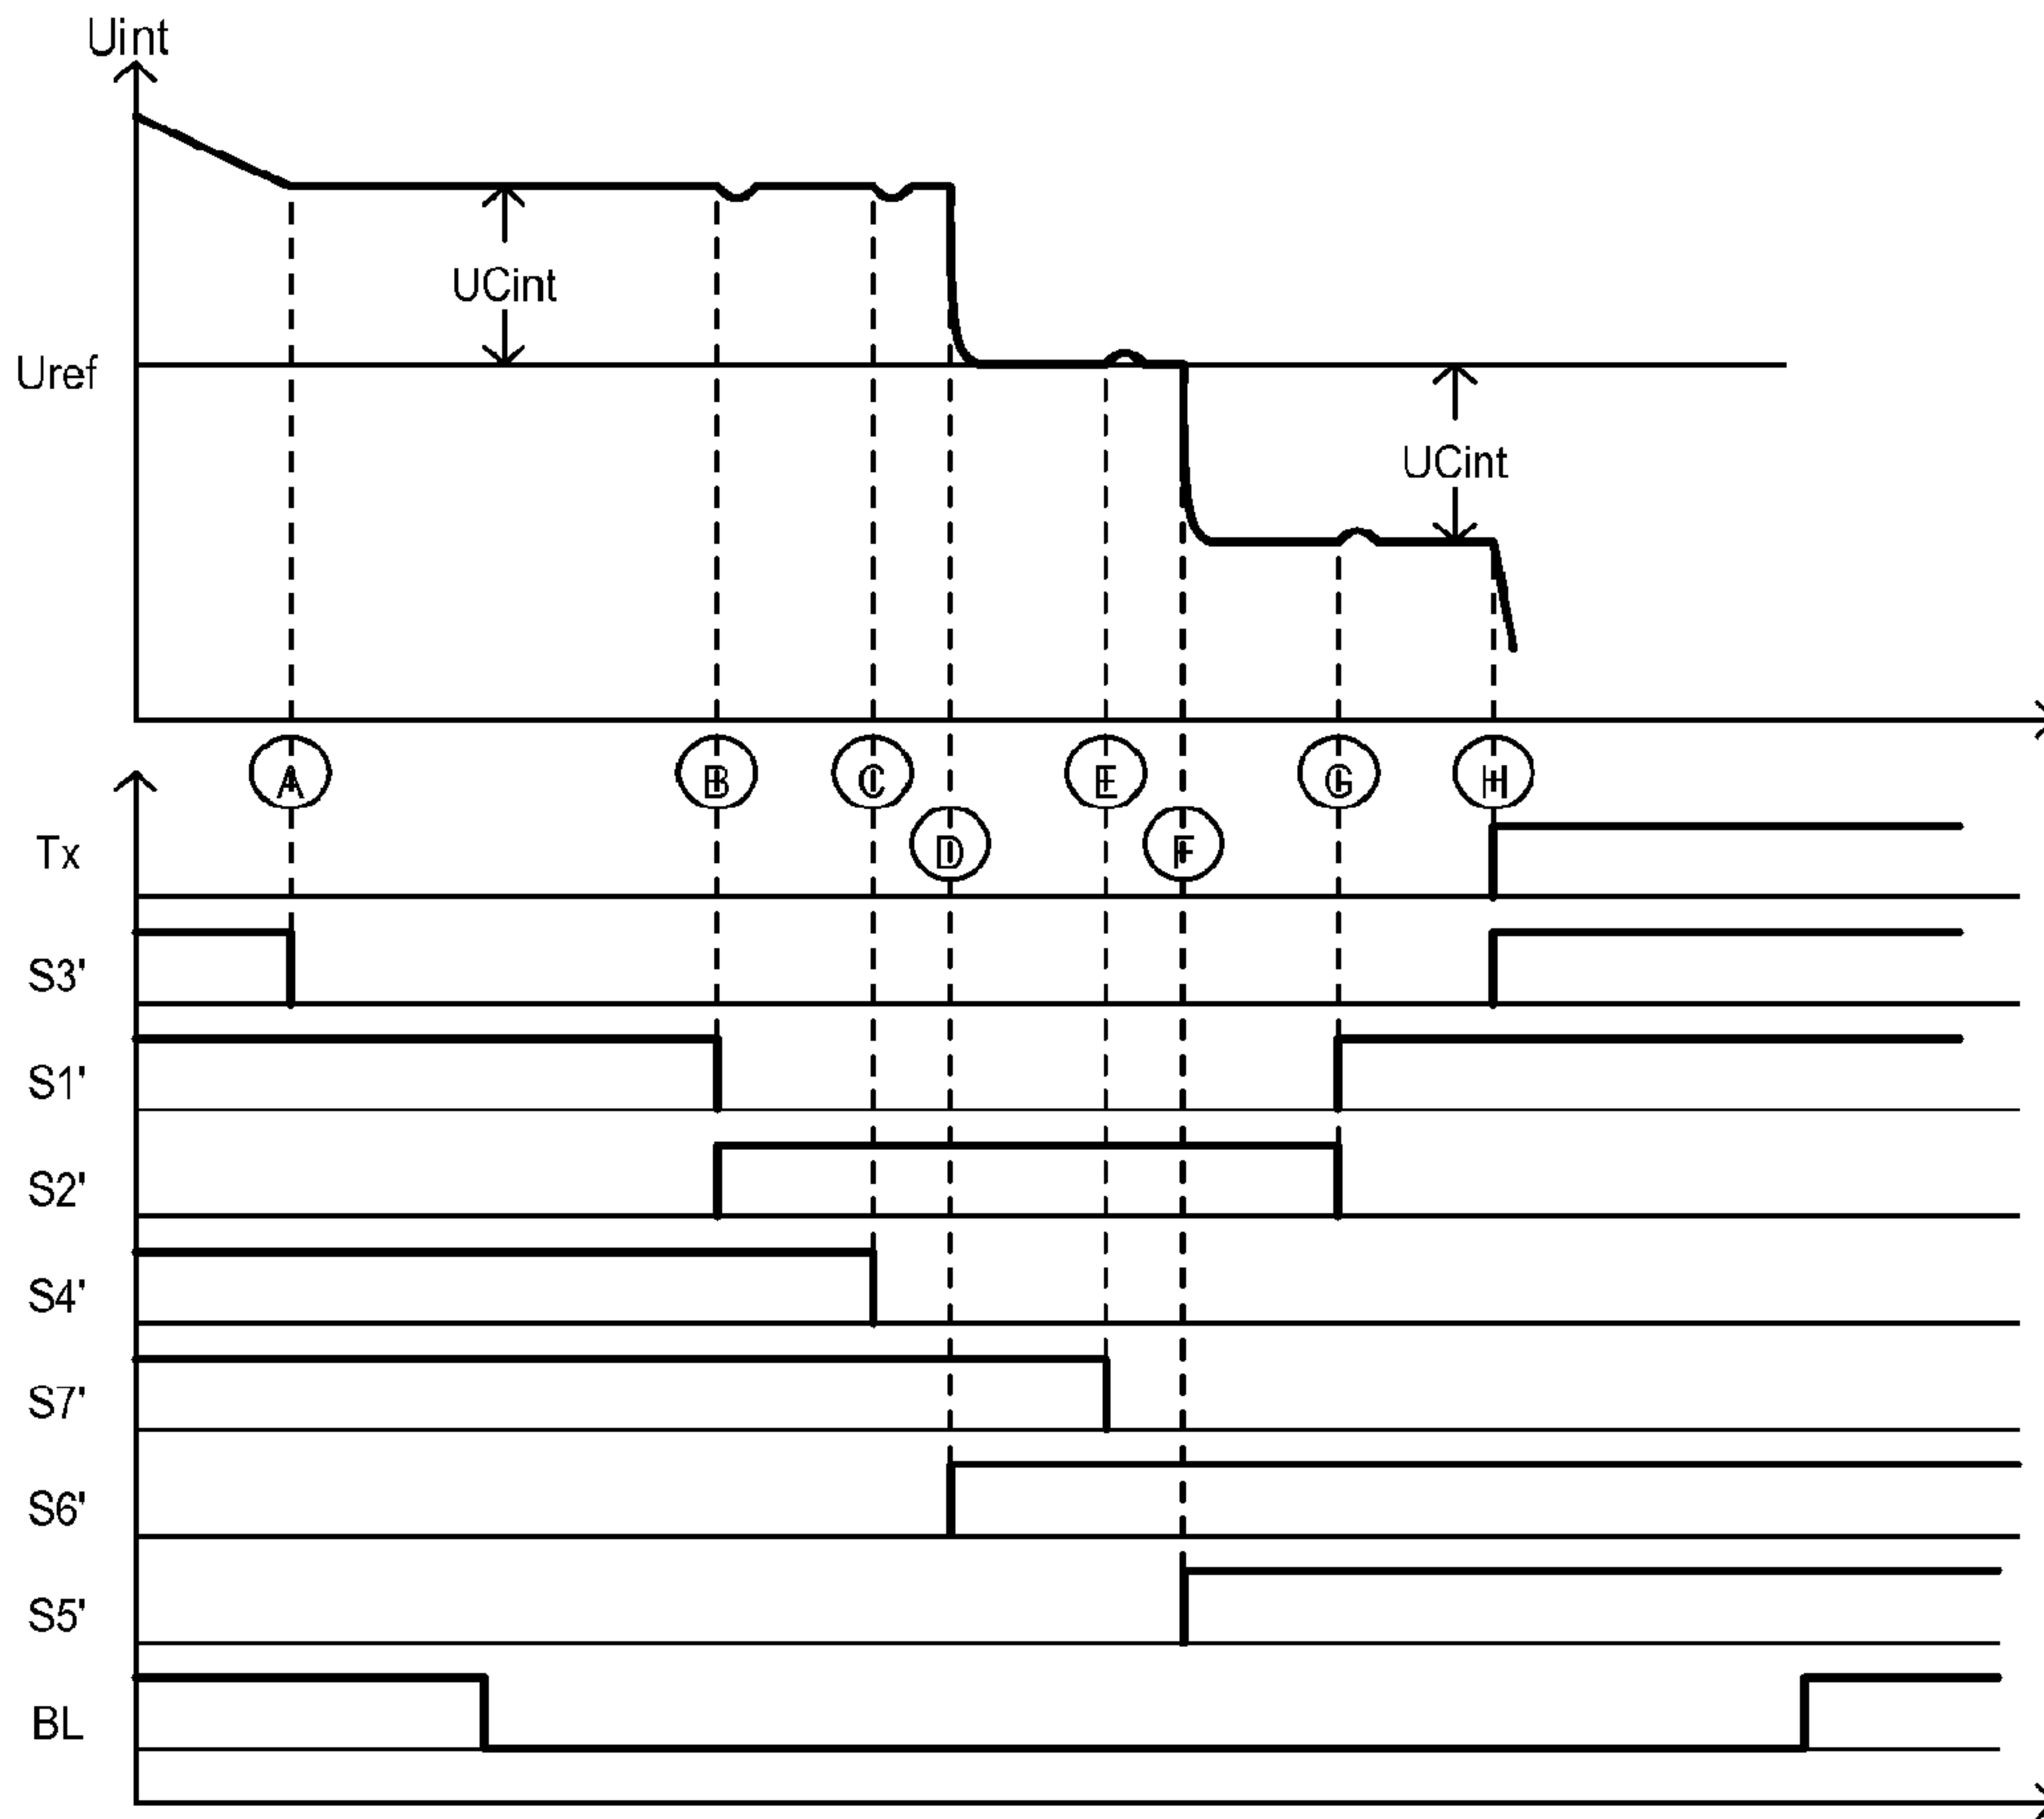 Uint
UCint
Uref
UCint
A
B
C
E
G
H
D
F
Tx
S3'
S1'
S2'
S4'
S7'
S6'
S5'
BL